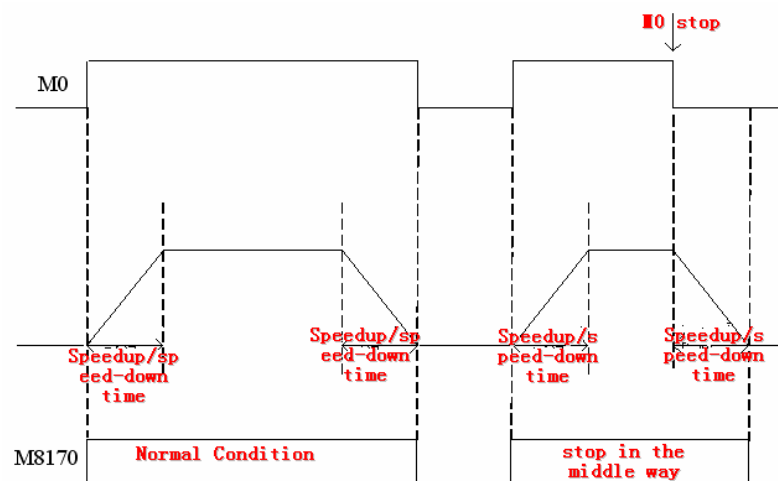 M0 stop
M0
Speedup/sp
eed-down
time
Speedup/sp
eed-down
time
Speedup/s
peed-down
time
Speedup/s
peed-down
time
M8170
Normal Condition
stop in the
middle way